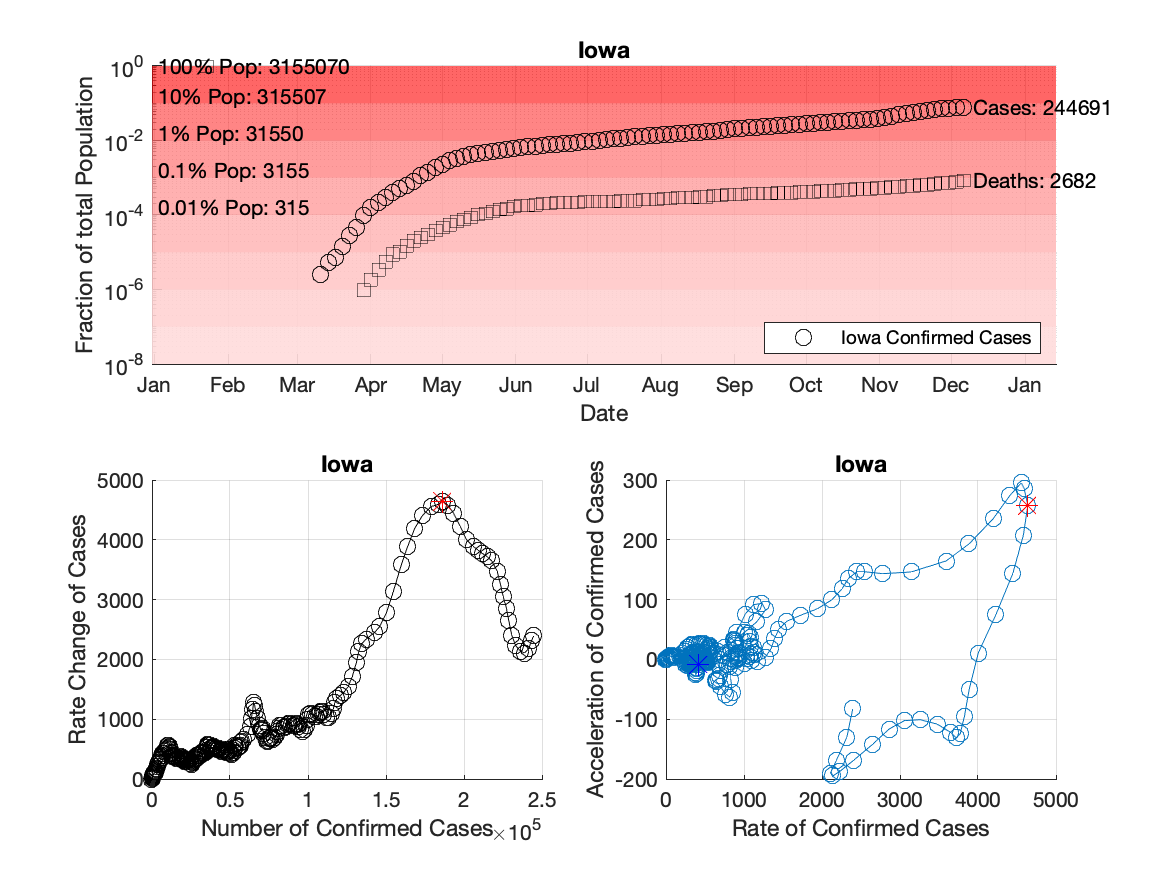 Iowa
10^0
10^-2
10^-4
10^-6
10^-8
Fraction of total Population
100% Pop: 3155070
10% Pop: 315507
1% Pop: 31550
0.1% Pop: 3155
0.01% Pop: 315
Cases: 244691
Deaths: 2682
Iowa Confirmed Cases
Jan Feb Mar Apr May Jun Jul Aug Sep Oct Nov Dec Jan
Date
Iowa
5000
4000
3000
2000
1000
0
Rate Change of Cases
0 0.5 1 1.5 2 2.5
Number of Confirmed Cases ×10^5
Iowa
300
200
100
0
-100
-200
Acceleration of Confirmed Cases
0 1000 2000 3000 4000 5000
Rate of Confirmed Cases